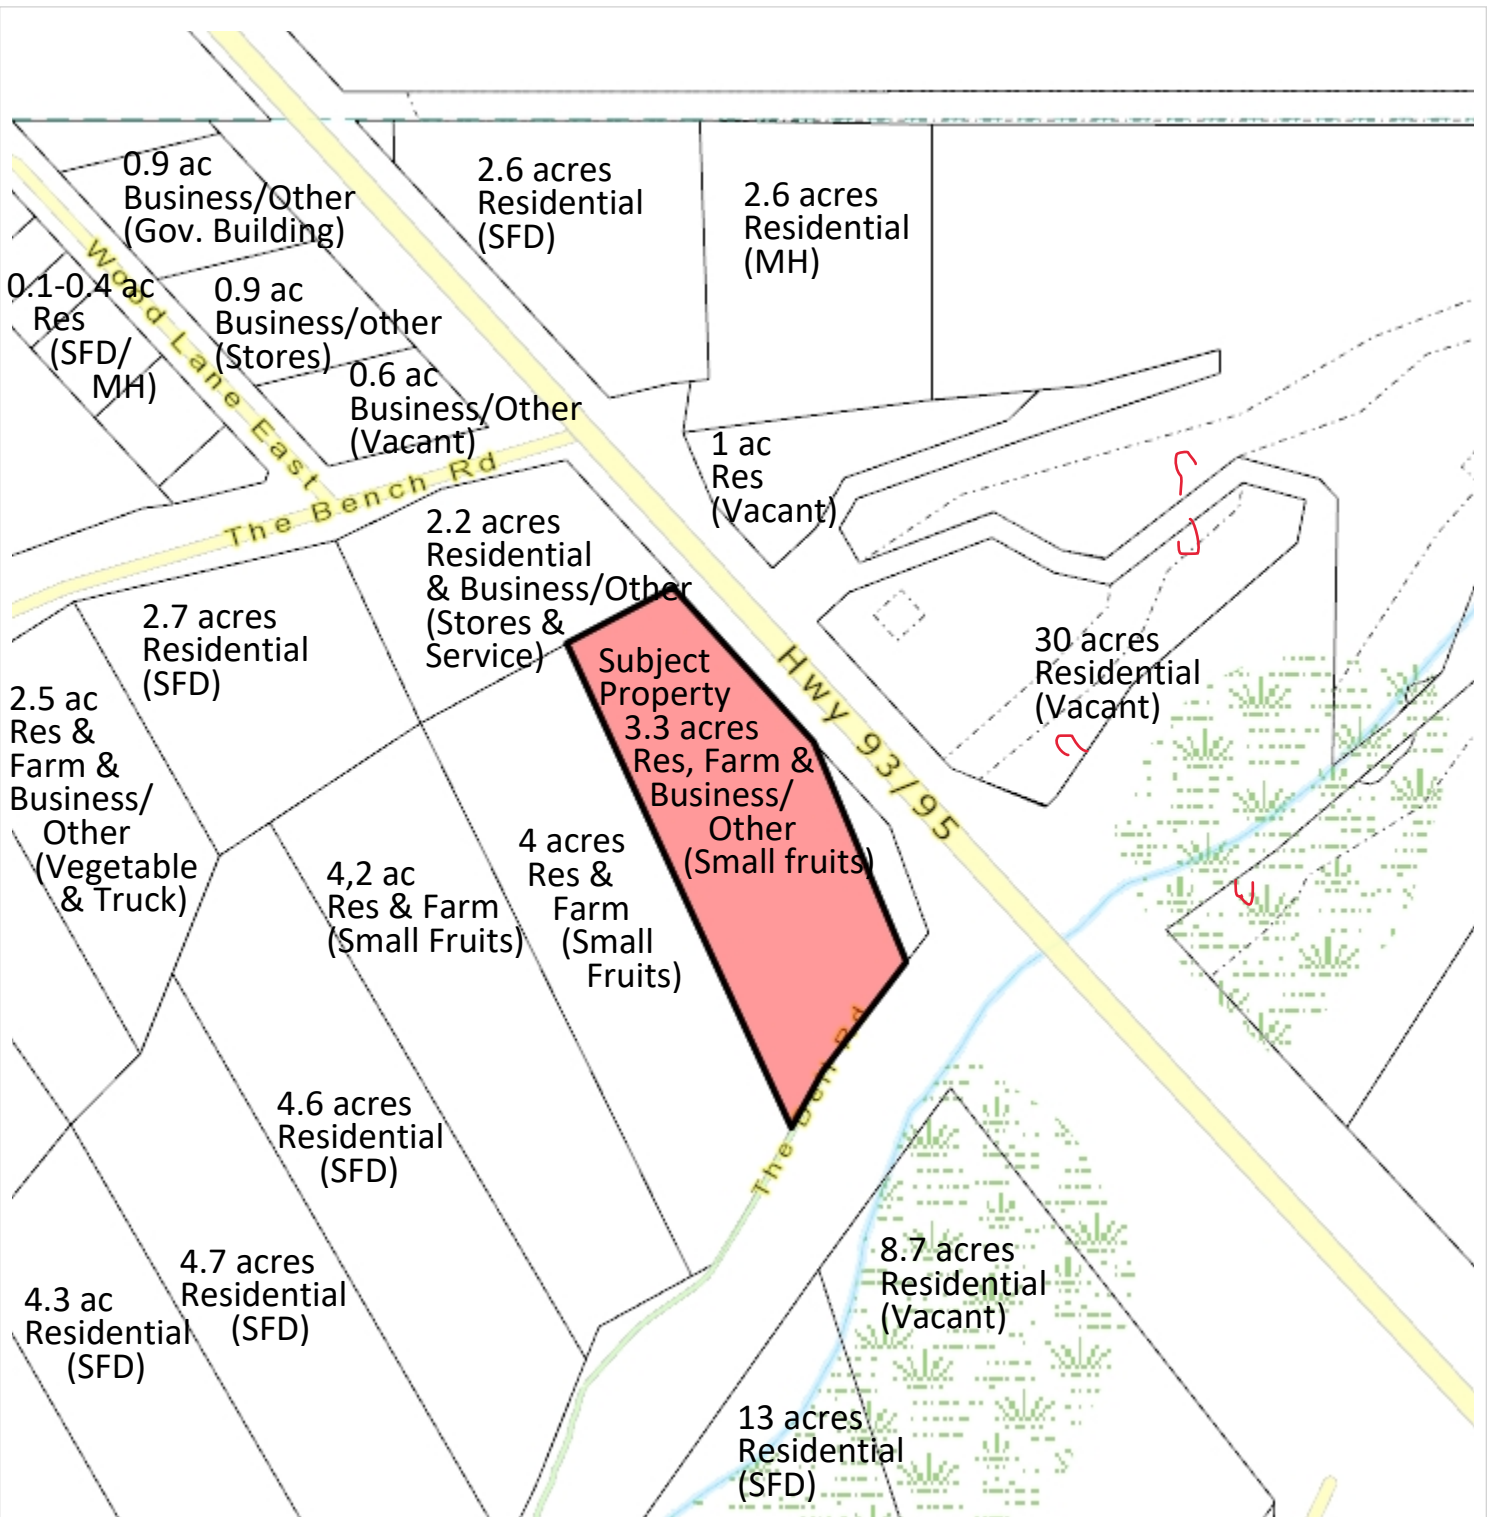 0.9 ac
Business/Other
(Gov. Building)
2.6 acres
Residential
(SFD)
2.6 acres
Residential
(MH)
0.1-0.4 ac
Res
(SFD/
MH)
Wood Lane East
0.9 ac
Business/other
(Stores)
0.6 ac
Business/Other
(Vacant)
1 ac
Res
(Vacant)
The Bench Rd
2.2 acres
Residential
& Business/Other
(Stores &
Service)
2.7 acres
Residential
(SFD)
2.5 ac
Res &
Farm &
Business/
Other
(Vegetable
& Truck)
Subject
Property
3.3 acres
Res, Farm &
Business/
Other
(Small fruits)
Hwy 93/95
30 acres
Residential
(Vacant)
4,2 ac
Res & Farm
(Small Fruits)
4 acres
Res &
Farm
(Small
Fruits)
4.6 acres
Residential
(SFD)
The Bench Rd
4.7 acres
Residential
(SFD)
4.3 ac
Residential
(SFD)
8.7 acres
Residential
(Vacant)
13 acres
Residential
(SFD)